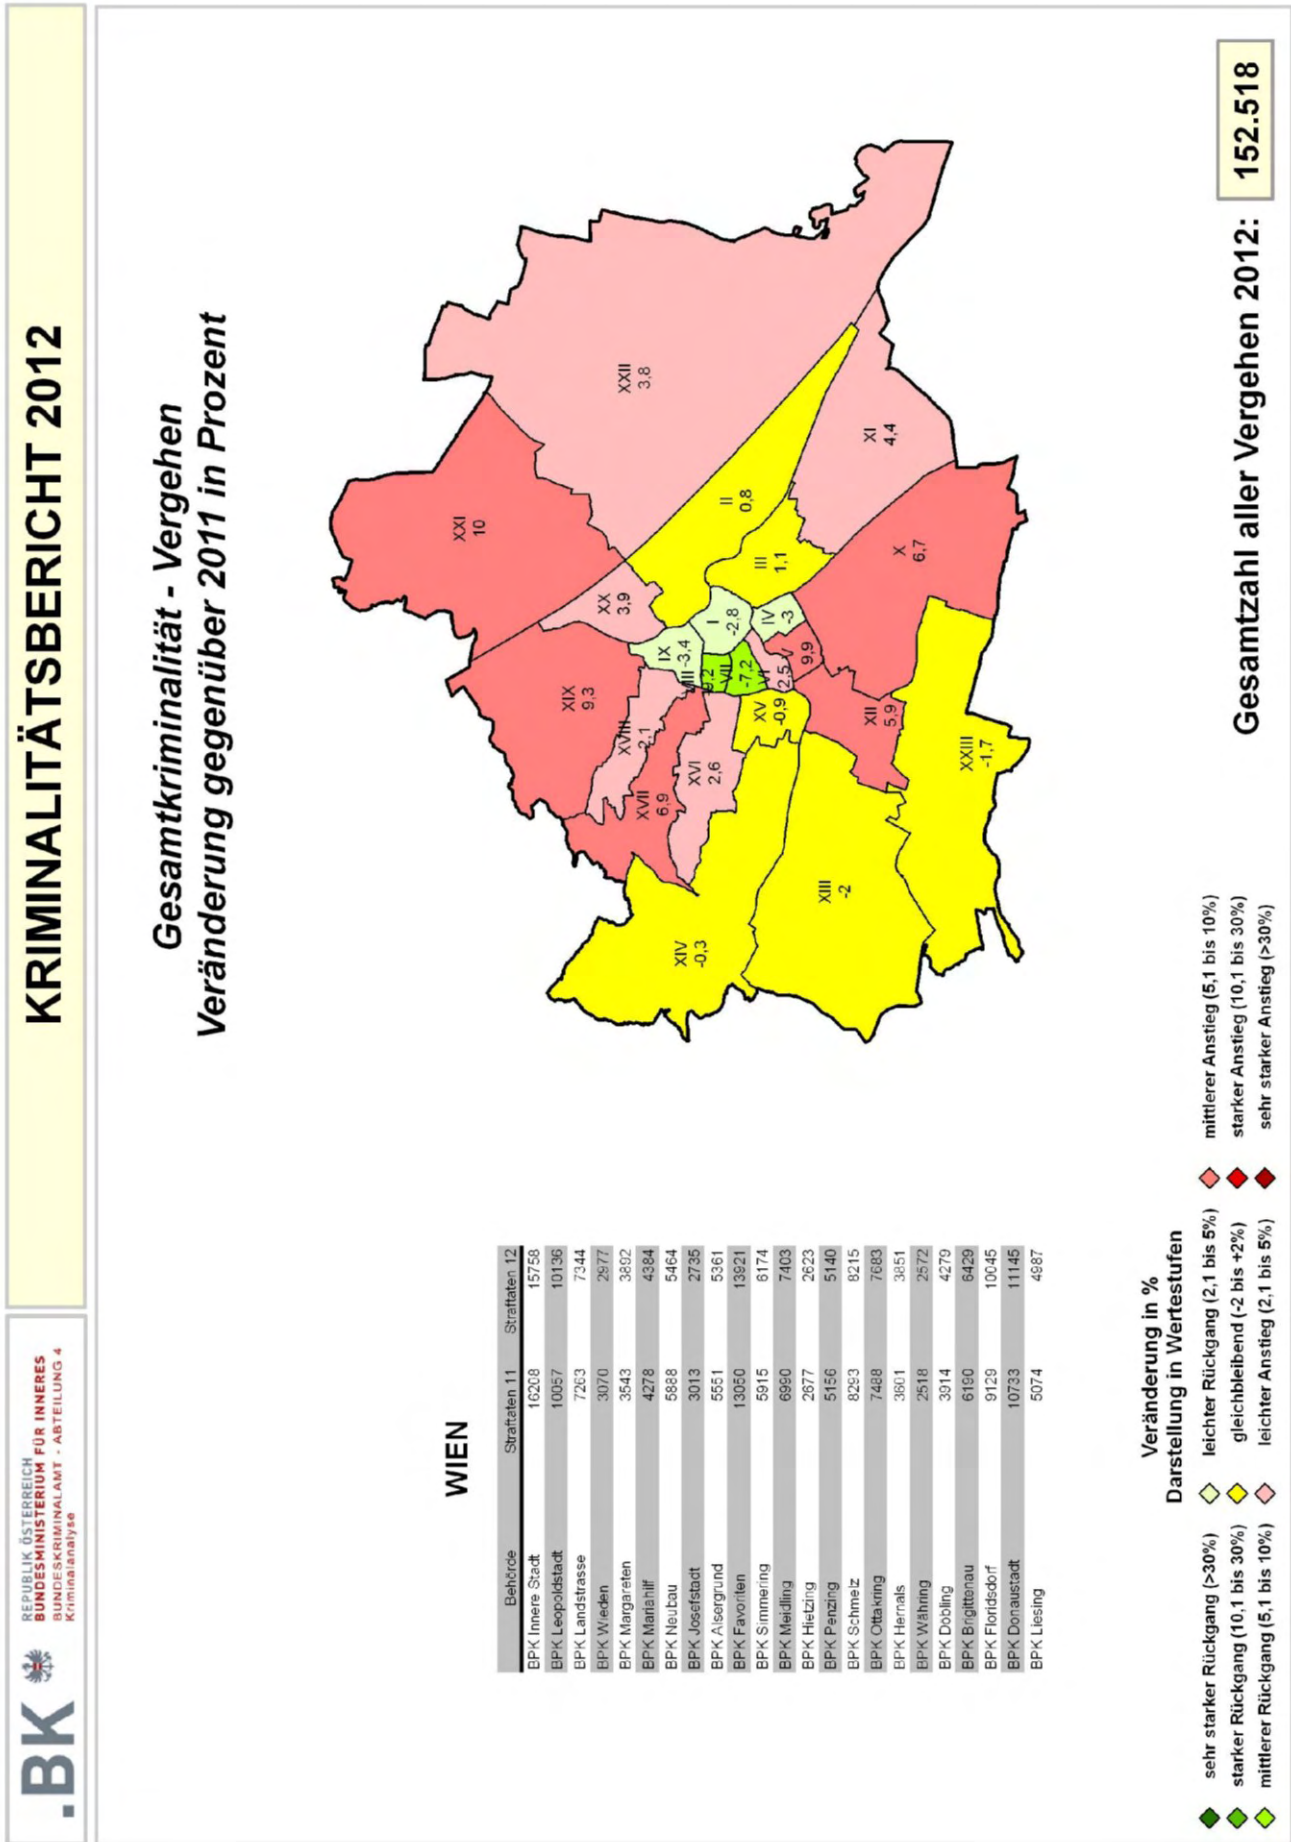 .BK
REPUBLIK ÖSTERREICH
BUNDESMINISTERIUM FÜR INNERES
BUNDESKRIMINALAMT - ABTEILUNG 4
Kriminalanalyse
KRIMINALITÄTSBERICHT 2012
Gesamtkriminalität - Vergehen
Veränderung gegenüber 2011 in Prozent
WIEN
Behörde Straftaten 11 Straftaten 12
BPK Innere Stadt 16208 15758
BPK Leopoldstadt 10057 10136
BPK Landstrasse 7263 7344
BPK Wieden 3070 2977
BPK Margareten 3543 3892
BPK Mariahilf 4278 4384
BPK Neubau 5888 5464
BPK Josefstadt 3013 2735
BPK Alsergrund 5551 5361
BPK Favoriten 13050 13921
BPK Simmering 5915 6174
BPK Meidling 6990 7403
BPK Hietzing 2677 2623
BPK Penzing 5156 5140
BPK Schmelz 8293 8215
BPK Ottakring 7488 7683
BPK Hernals 3601 3851
BPK Währing 2518 2572
BPK Döbling 3914 4279
BPK Brigittenau 6190 6429
BPK Floridsdorf 9129 10045
BPK Donaustadt 10733 11145
BPK Liesing 5074 4987
XXI
10
XXII
3,8
XX
3,9
XIX
9,3
XVIII
2,1
XVII
6,9
XVI
2,6
IX
-3,4
I
-2,8
II
0,8
III
1,1
IV
-3
V
9,9
VI
2,5
VII
-7,2
XV
-0,9
XIV
-0,3
XIII
-2
XII
5,9
X
6,7
XI
4,4
XXIII
-1,7
Veränderung in %
Darstellung in Wertestufen
sehr starker Rückgang (>30%)
starker Rückgang (10,1 bis 30%)
mittlerer Rückgang (5,1 bis 10%)
leichter Rückgang (2,1 bis 5%)
gleichbleibend (-2 bis +2%)
leichter Anstieg (2,1 bis 5%)
mittlerer Anstieg (5,1 bis 10%)
starker Anstieg (10,1 bis 30%)
sehr starker Anstieg (>30%)
Gesamtzahl aller Vergehen 2012: 152.518